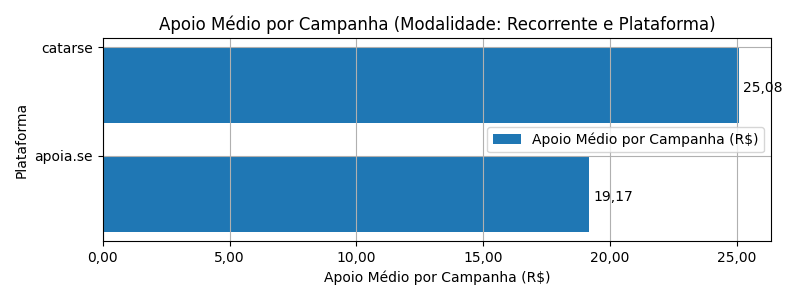 Apoio Médio por Campanha (Modalidade: Recorrente e Plataforma)
catarse
25,08
Apoio Médio por Campanha (R$)
apoia.se
19,17
Plataforma
0,00 5,00 10,00 15,00 20,00 25,00
Apoio Médio por Campanha (R$)